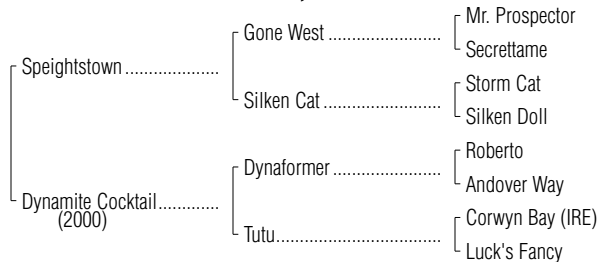 Mr. Prospector
Gone West
Secrettame
Speightstown
Storm Cat
Silken Cat
Silken Doll
Roberto
Dynaformer
Andover Way
Dynamite Cocktail
(2000)
Corwyn Bay (IRE)
Tutu
Luck's Fancy